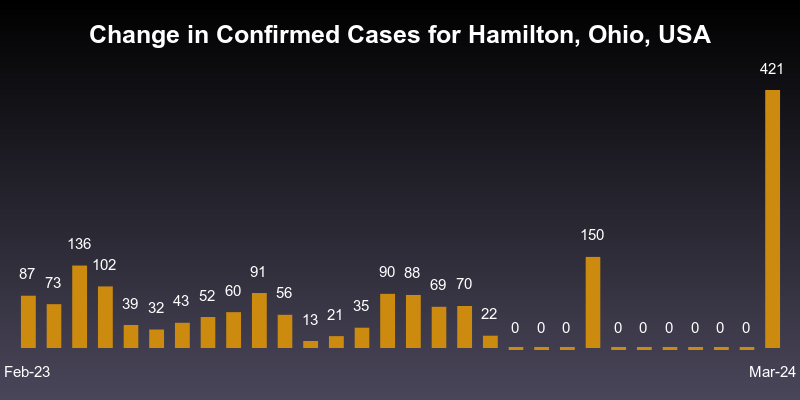 Change in Confirmed Cases for Hamilton, Ohio, USA
87 73 136 102 39 32 43 52 60 91 56 13 21 35 90 88 69 70 22 0 0 0 150 0 0 0 0 0 0 421
Feb-23 Mar-24